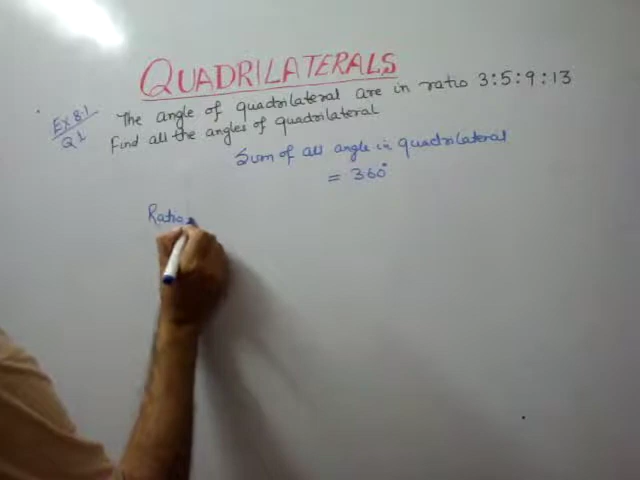 QUADRILATERALS
EX 8.1
Q1
The angle of quadrilateral are in ratio 3:5:9:13
Find all the angles of quadrilateral
Sum of all angle in quadrilateral
= 360°
Ratio